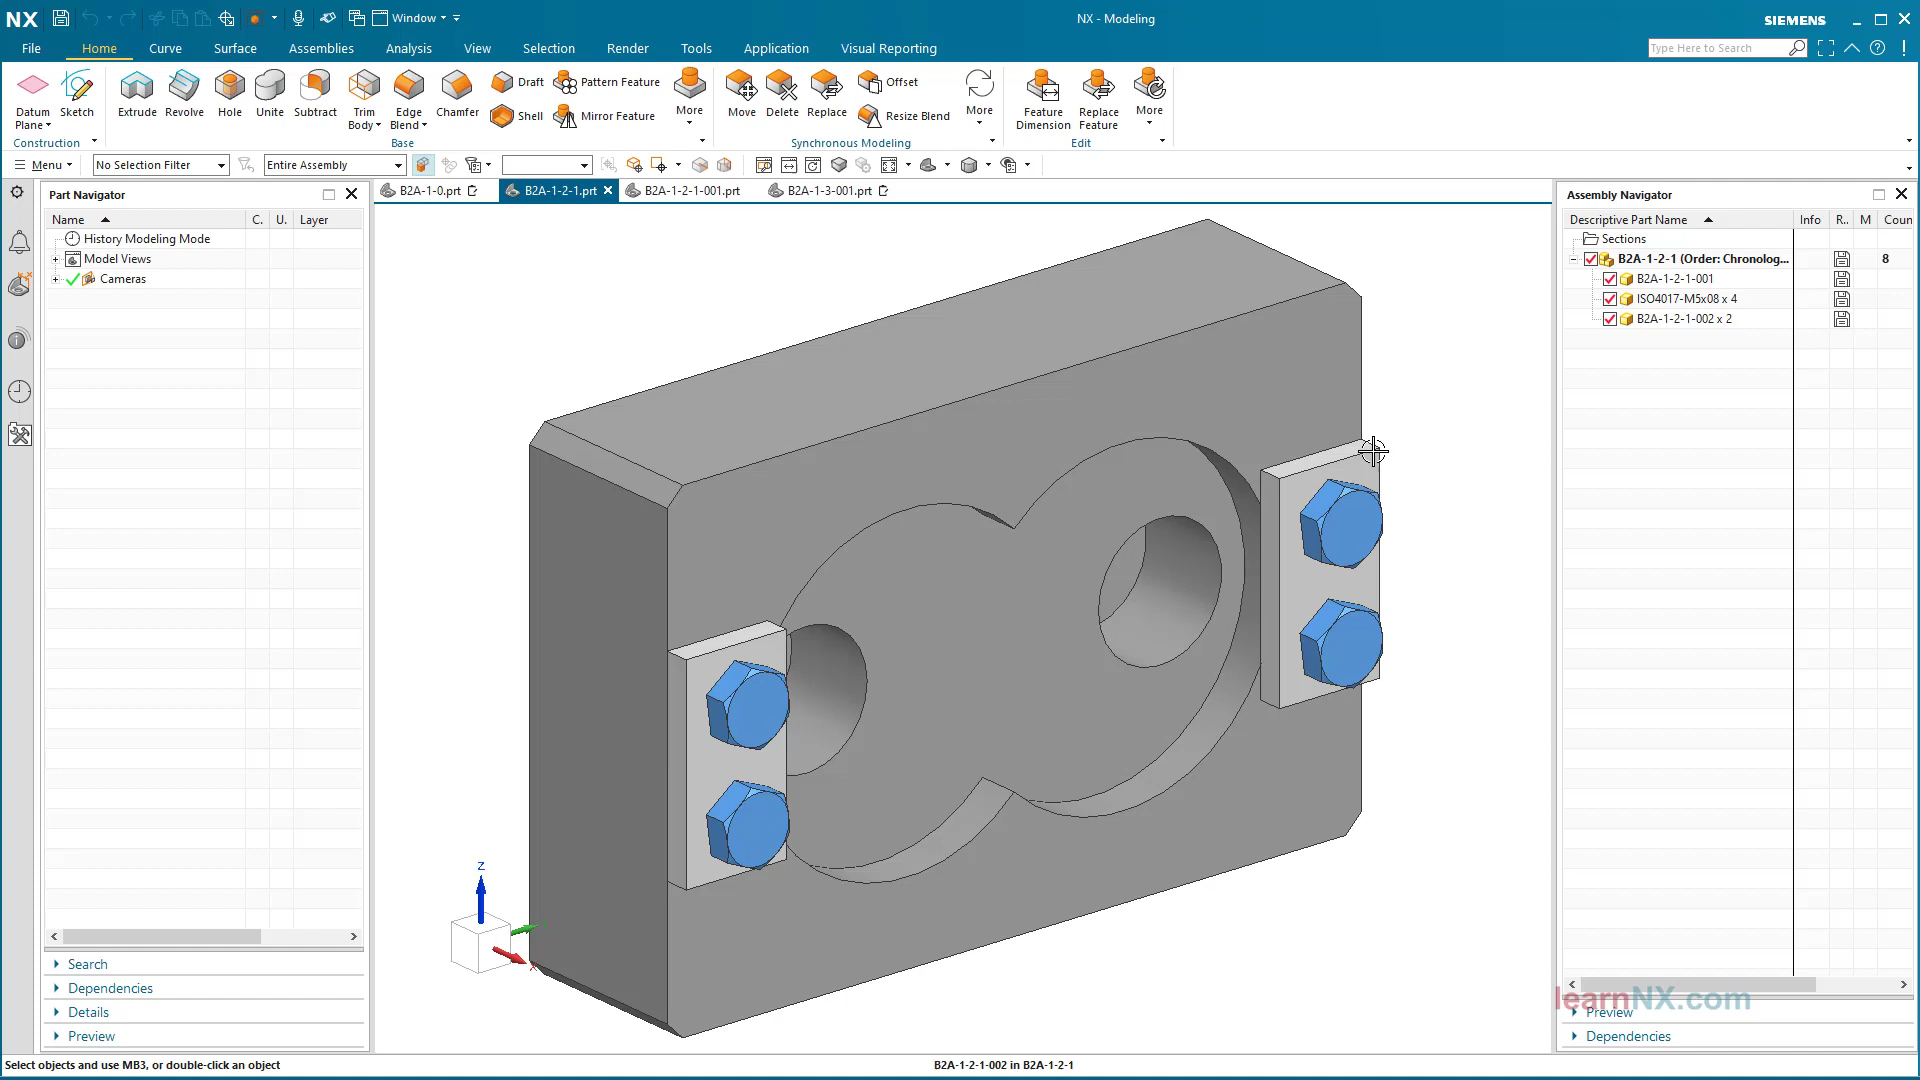 NX
Window
NX - Modeling
SIEMENS
File
Home
Curve
Surface
Assemblies
Analysis
View
Selection
Render
Tools
Application
Visual Reporting
Type Here to Search
Datum Plane
Sketch
Extrude
Revolve
Hole
Unite
Subtract
Trim Body
Edge Blend
Chamfer
Draft
Shell
Pattern Feature
Mirror Feature
More
Move
Delete
Replace
Offset
Resize Blend
More
Feature Dimension
Replace Feature
More
Construction
Base
Synchronous Modeling
Edit
Menu
No Selection Filter
Entire Assembly
Part Navigator
B2A-1-0.prt
B2A-1-2-1.prt
B2A-1-2-1-001.prt
B2A-1-3-001.prt
Assembly Navigator
Name
C.
U.
Layer
History Modeling Mode
Model Views
Cameras
Descriptive Part Name
Info
R..
M
Coun
Sections
B2A-1-2-1 (Order: Chronolog...
8
B2A-1-2-1-001
ISO4017-M5x08 x 4
B2A-1-2-1-002 x 2
Z
X
Search
Dependencies
Details
Preview
learnNX.com
Preview
Dependencies
Select objects and use MB3, or double-click an object
B2A-1-2-1-002 in B2A-1-2-1